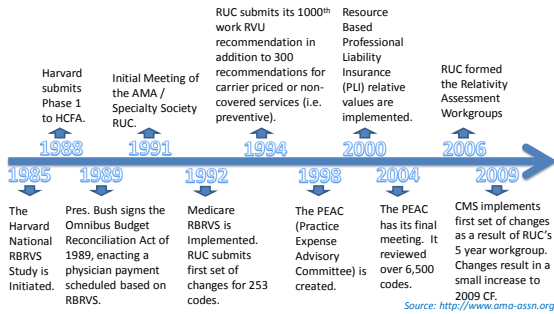 Harvard
submits
Phase 1
to HCFA.
Initial Meeting of
the AMA /
Specialty Society
RUC.
RUC submits its 1000th
work RVU
recommendation in
addition to 300
recommendations for
carrier priced or non-
covered services (i.e.
preventive).
Resource
Based
Professional
Liability
Insurance
(PLI) relative
values are
implemented.
RUC formed
the Relativity
Assessment
Workgroups
1988
1991
1994
2000
2006
1985
1989
1992
1998
2004
2009
The
Harvard
National
RBRVS
Study is
Initiated.
Pres. Bush signs the
Omnibus Budget
Reconciliation Act of
1989, enacting a
physician payment
scheduled based on
RBRVS.
Medicare
RBRVS is
Implemented.
RUC submits
first set of
changes for 253
codes.
The PEAC
(Practice
Expense
Advisory
Committee) is
created.
The PEAC
has its final
meeting. It
reviewed
over 6,500
codes.
CMS implements
first set of changes
as a result of RUC's
5 year workgroup.
Changes result in a
small increase to
2009 CF.
Source: http://www.ama-assn.org